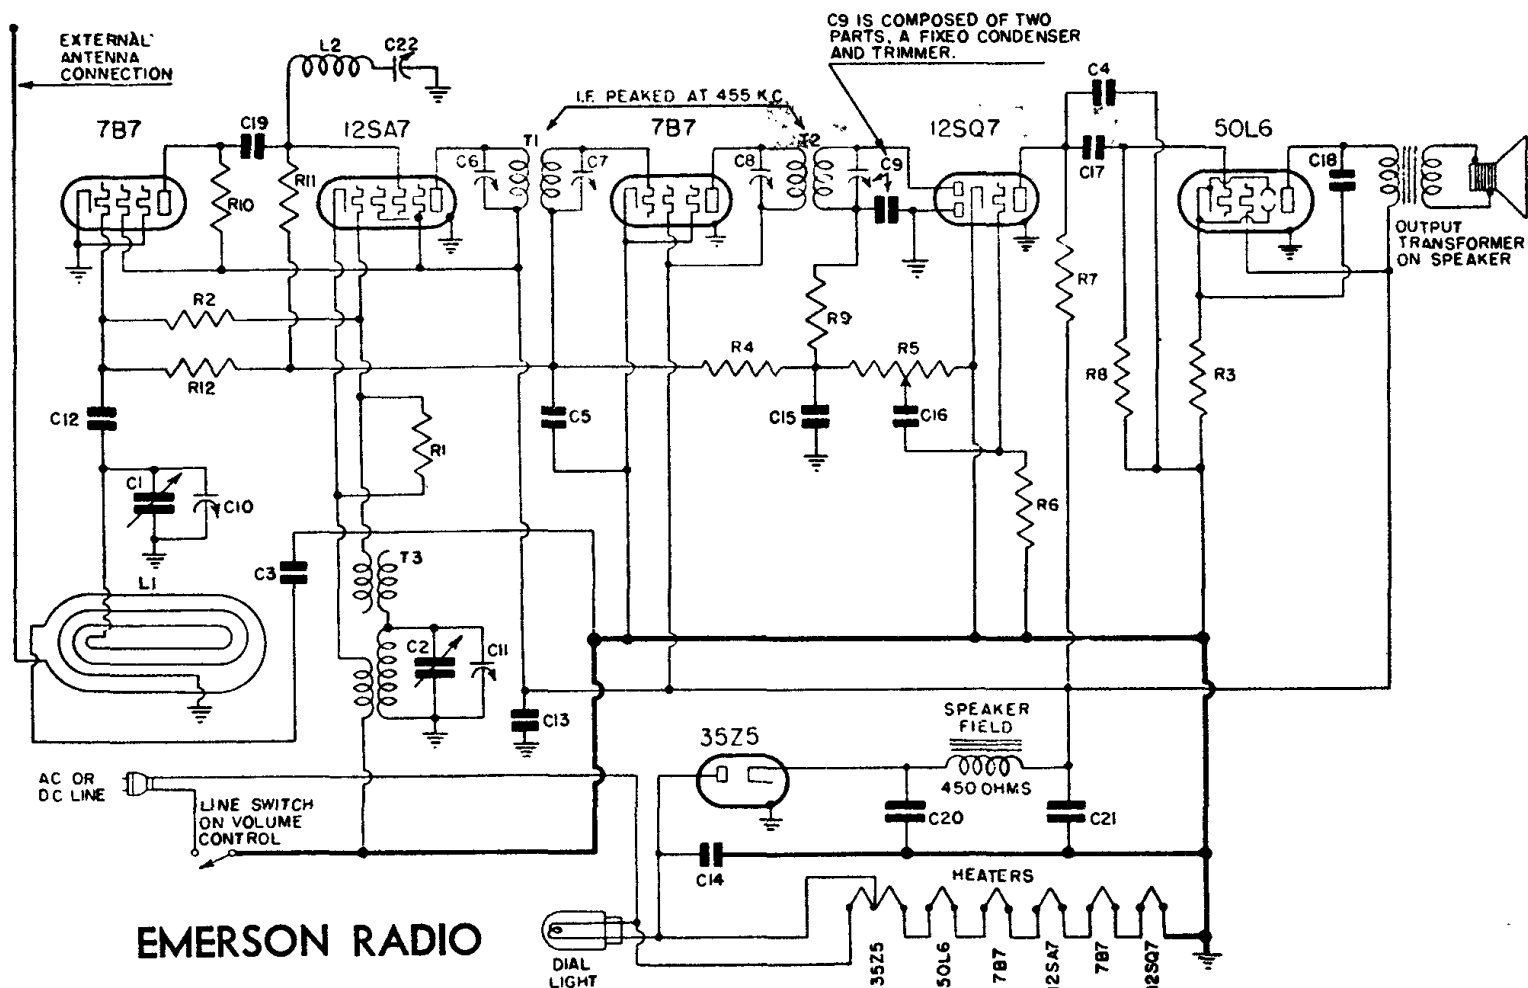 C9 IS COMPOSED OF TWO
PARTS, A FIXEO CONDENSER
AND TRIMMER.
EXTERNAL
ANTENNA
CONNECTION
L2
C22
C4
I.F. PEAKED AT 455 KC
7B7
C19
12SA7
T1
7B7
T2
12SQ7
50L6
C6
C7
C8
C9
C17
C18
R10
R11
OUTPUT
TRANSFORMER
ON SPEAKER
R7
R2
R9
R12
R4
R5
R8
R3
C12
C5
C15
C16
R1
C1
C10
R6
C3
T3
L1
C2
C11
C13
SPEAKER
FIELD
35Z5
450 OHMS
AC OR
DC LINE
LINE SWITCH
ON VOLUME
CONTROL
C20
C21
C14
HEATERS
EMERSON RADIO
DIAL
LIGHT
35Z5
50L6
7B7
12SA7
7B7
12SQ7